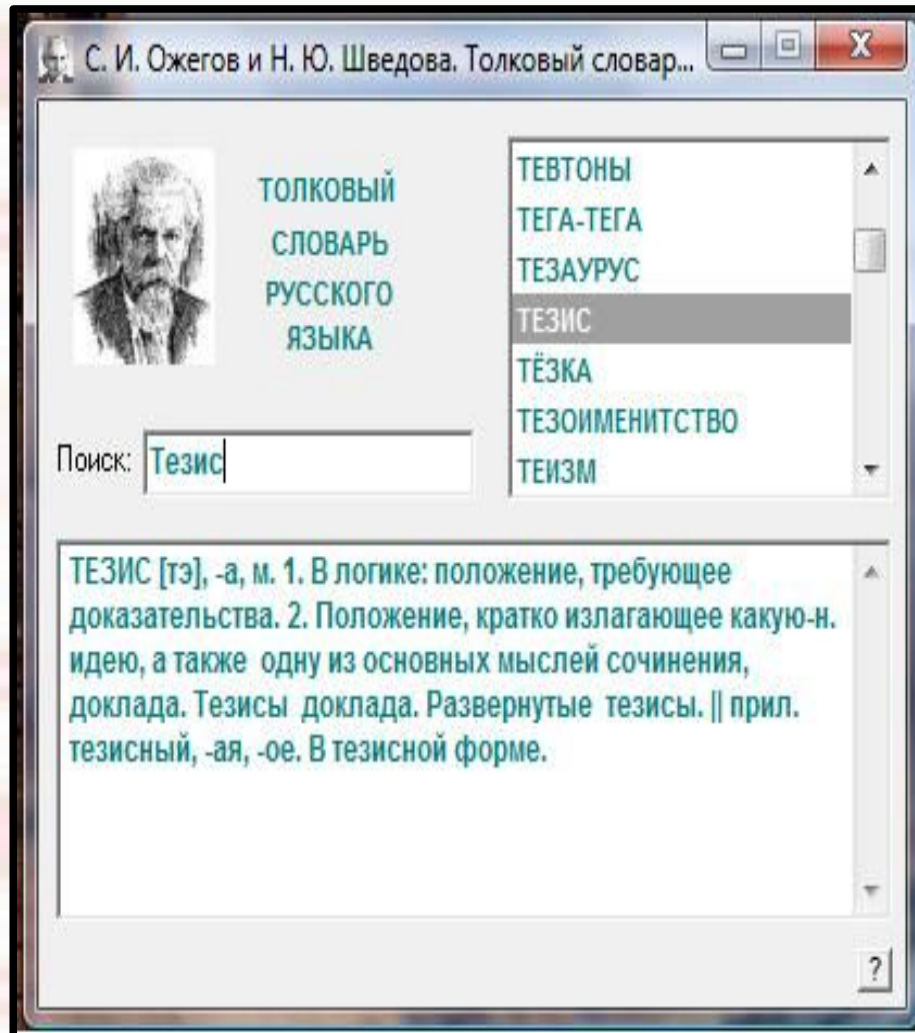 С. И. Ожегов и Н. Ю. Шведова. Толковый словар...
ТОЛКОВЫЙ
СЛОВАРЬ
РУССКОГО
ЯЗЫКА
ТЕВТОНЫ
ТЕГА-ТЕГА
ТЕЗАУРУС
ТЕЗИС
ТЁЗКА
ТЕЗОИМЕНИТСТВО
ТЕИЗМ
Поиск: Тезис
ТЕЗИС [тэ], -а, м. 1. В логике: положение, требующее
доказательства. 2. Положение, кратко излагающее какую-н.
идею, а также одну из основных мыслей сочинения,
доклада. Тезисы доклада. Развернутые тезисы. || прил.
тезисный, -ая, -ое. В тезисной форме.
?